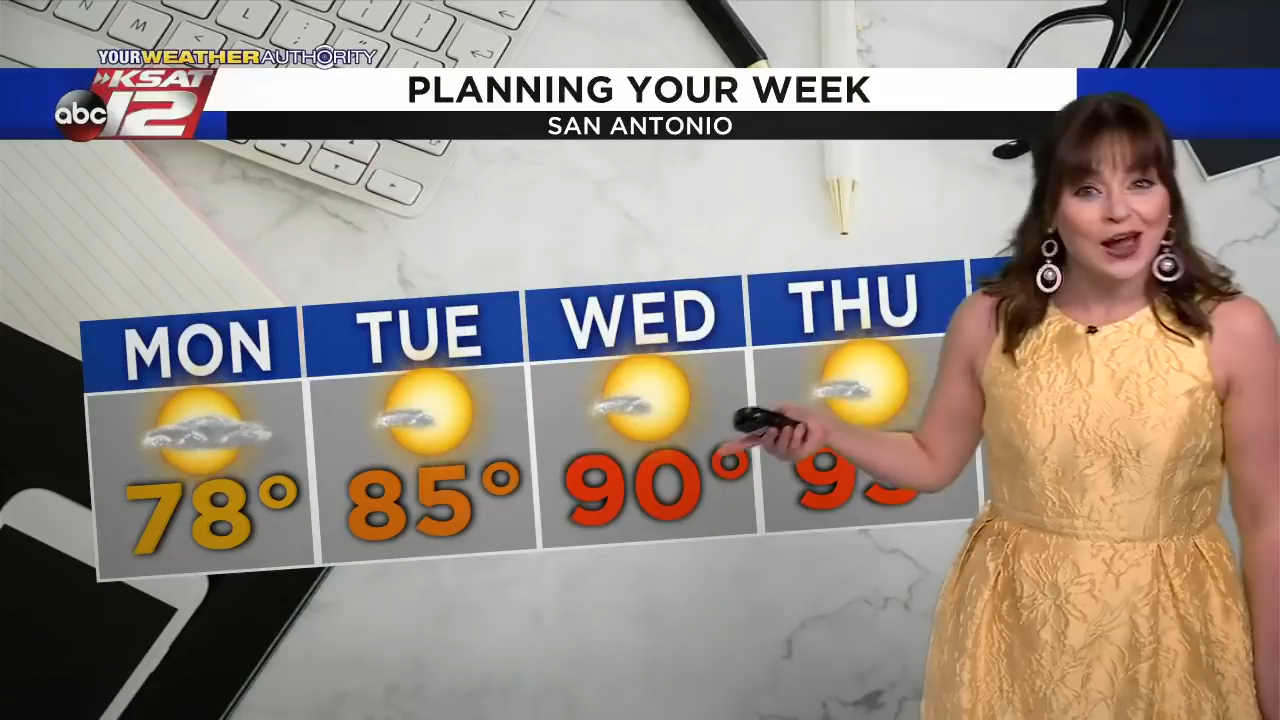 YOUR WEATHER AUTHORITY
KSAT
abc 12
PLANNING YOUR WEEK
SAN ANTONIO
MON TUE WED THU
78° 85° 90°